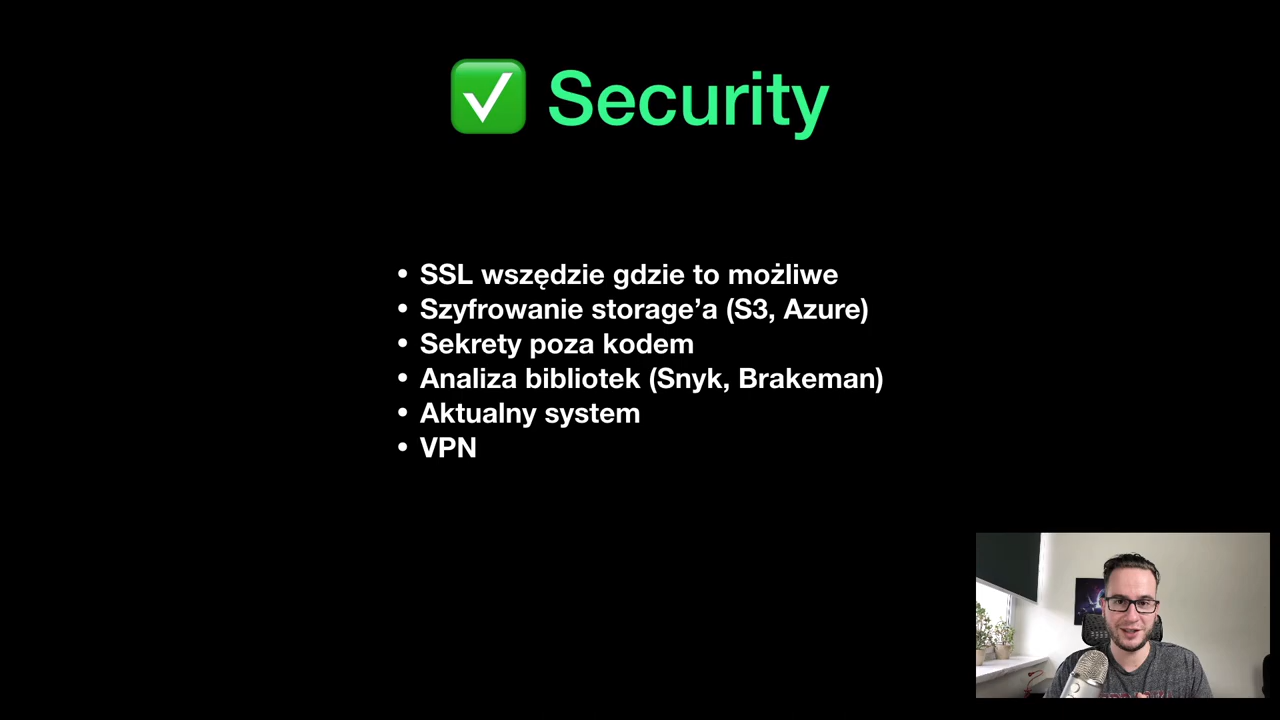 ✅ Security
• SSL wszędzie gdzie to możliwe
• Szyfrowanie storage’a (S3, Azure)
• Sekrety poza kodem
• Analiza bibliotek (Snyk, Brakeman)
• Aktualny system
• VPN